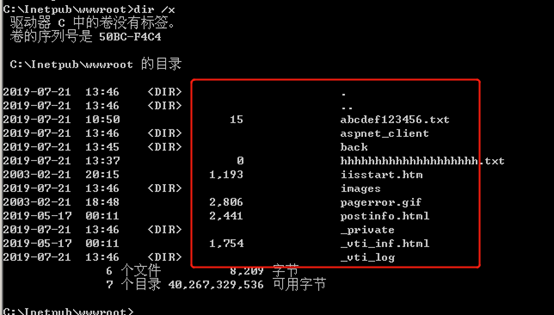 C:\Inetpub\wwwroot>dir /x
驱动器 C 中的卷没有标签。
卷的序列号是 50BC-F4C4
C:\Inetpub\wwwroot 的目录
2019-07-21 13:46 <DIR> .
2019-07-21 13:46 <DIR> ..
2019-07-21 10:50 15 abcdef123456.txt
2019-07-21 13:46 <DIR> aspnet_client
2019-07-21 13:45 <DIR> back
2019-07-21 13:37 0 hhhhhhhhhhhhhhhhhhhh.txt
2003-02-21 20:15 1,193 iisstart.htm
2019-07-21 13:46 <DIR> images
2003-02-21 18:48 2,806 pagerror.gif
2019-05-17 00:11 2,441 postinfo.html
2019-07-21 13:46 <DIR> _private
2019-05-17 00:11 1,754 _vti_inf.html
2019-07-21 13:46 <DIR> _vti_log
6 个文件 8,209 字节
7 个目录 40,267,329,536 可用字节
C:\Inetpub\wwwroot>